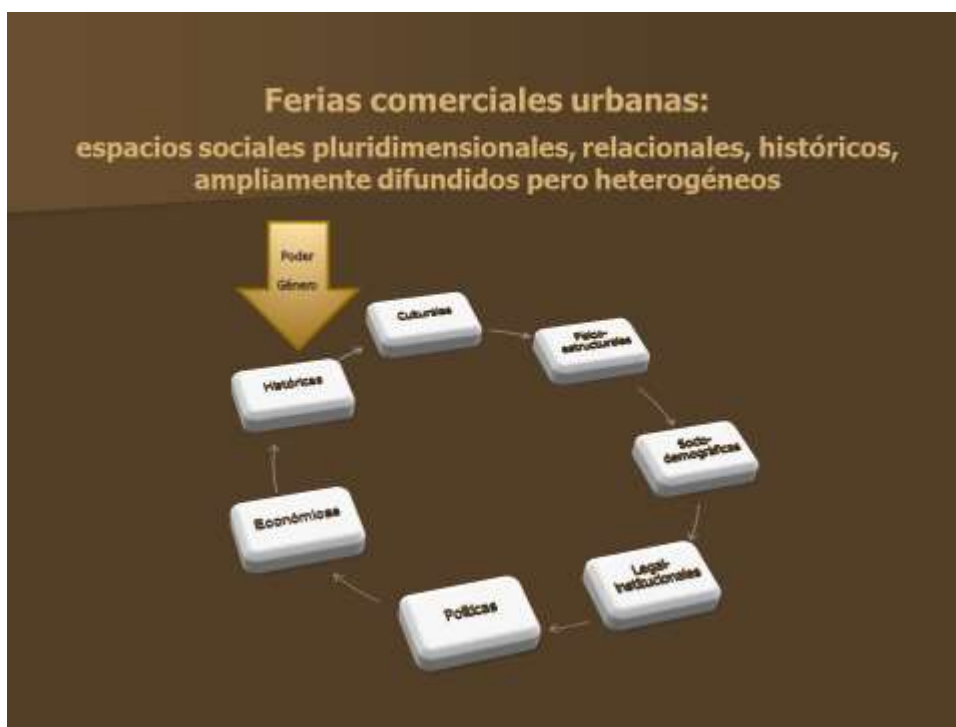 Ferias comerciales urbanas:
espacios sociales pluridimensionales, relacionales, históricos,
ampliamente difundidos pero heterogéneos
Poder
Género
Culturales
Físico-
estructurales
Socio-
demográficas
Legal-
institucionales
Políticas
Económicas
Históricas